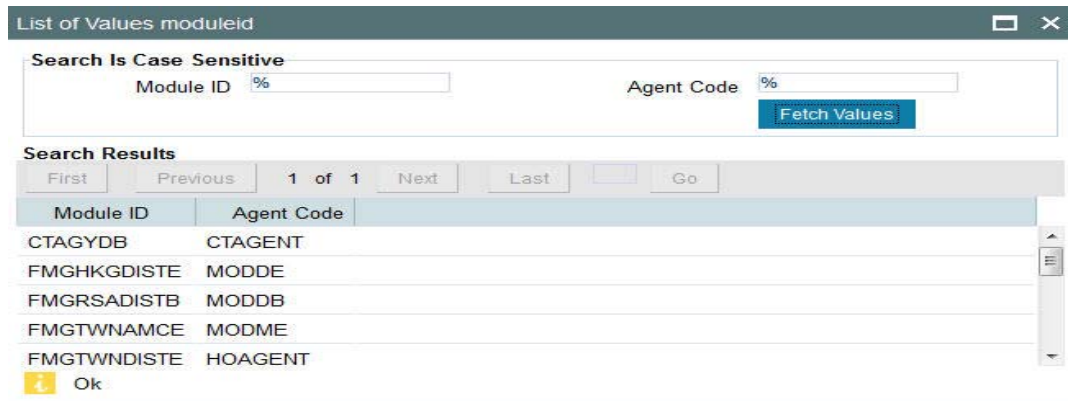 List of Values moduleid
Search Is Case Sensitive
Module ID % Agent Code %
Fetch Values
Search Results
First Previous 1 of 1 Next Last Go
Module ID Agent Code
CTAGYDB CTAGENT
FMGHKGDISTE MODDE
FMGRSADISTB MODDB
FMGTWNAMCE MODME
FMGTWNDISTE HOAGENT
i Ok